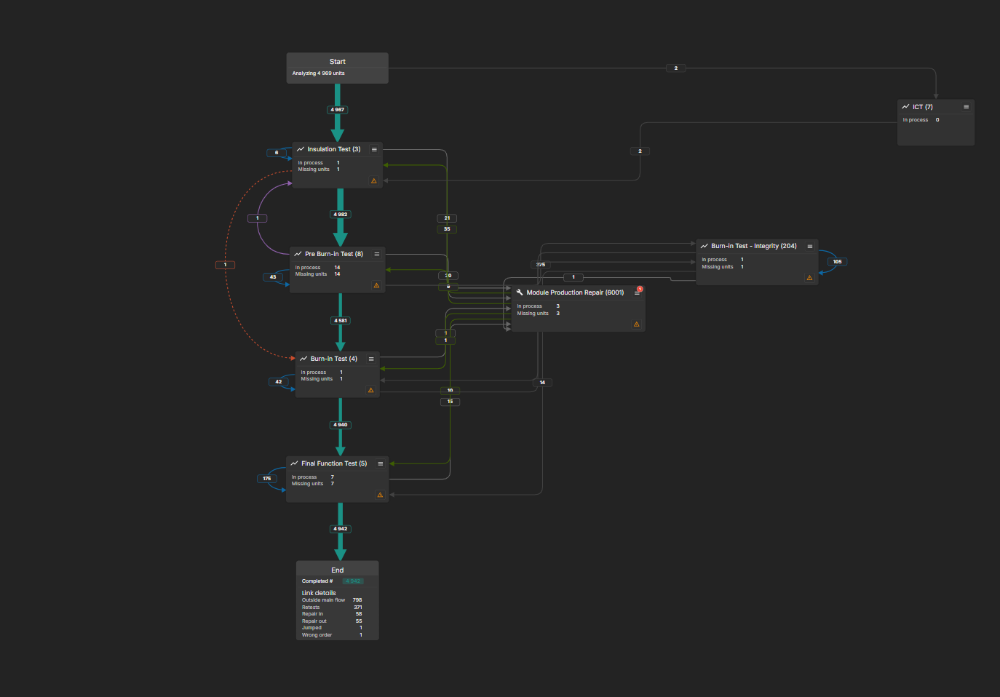 Start
Analyzing 4 969 units
2
4 967
ICT (7)
In process 0
6
Insulation Test (3)
In process 1
Missing units 1
2
4 982
1
21
35
1
Pre Burn-In Test (8)
In process 14
Missing units 14
43
Burn-In Test - Integrity (204)
In process 1
Missing units 1
105
1
9
Module Production Repair (6001)
1
In process 3
Missing units 3
4 581
1
Burn-In Test (4)
In process 1
Missing units 1
42
14
10
15
4 940
Final Function Test (5)
In process 7
Missing units 7
175
4 942
End
Completed # 4 942
Link details
Outside main flow 798
Retests 371
Repair in 58
Repair out 55
Jumped 1
Wrong order 1